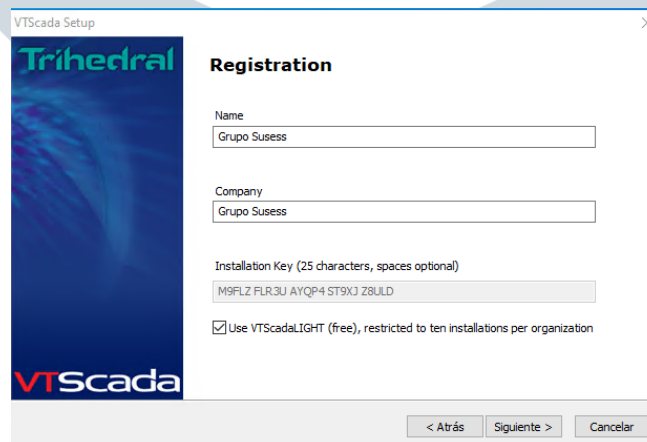 VTScada Setup
Trihedral
Registration
Name
Grupo Susess
Company
Grupo Susess
Installation Key (25 characters, spaces optional)
M9FLZ FLR3U AYQP4 ST9XJ Z8ULD
Use VTScadaLIGHT (free), restricted to ten installations per organization
VTScada
< Atrás Siguiente > Cancelar